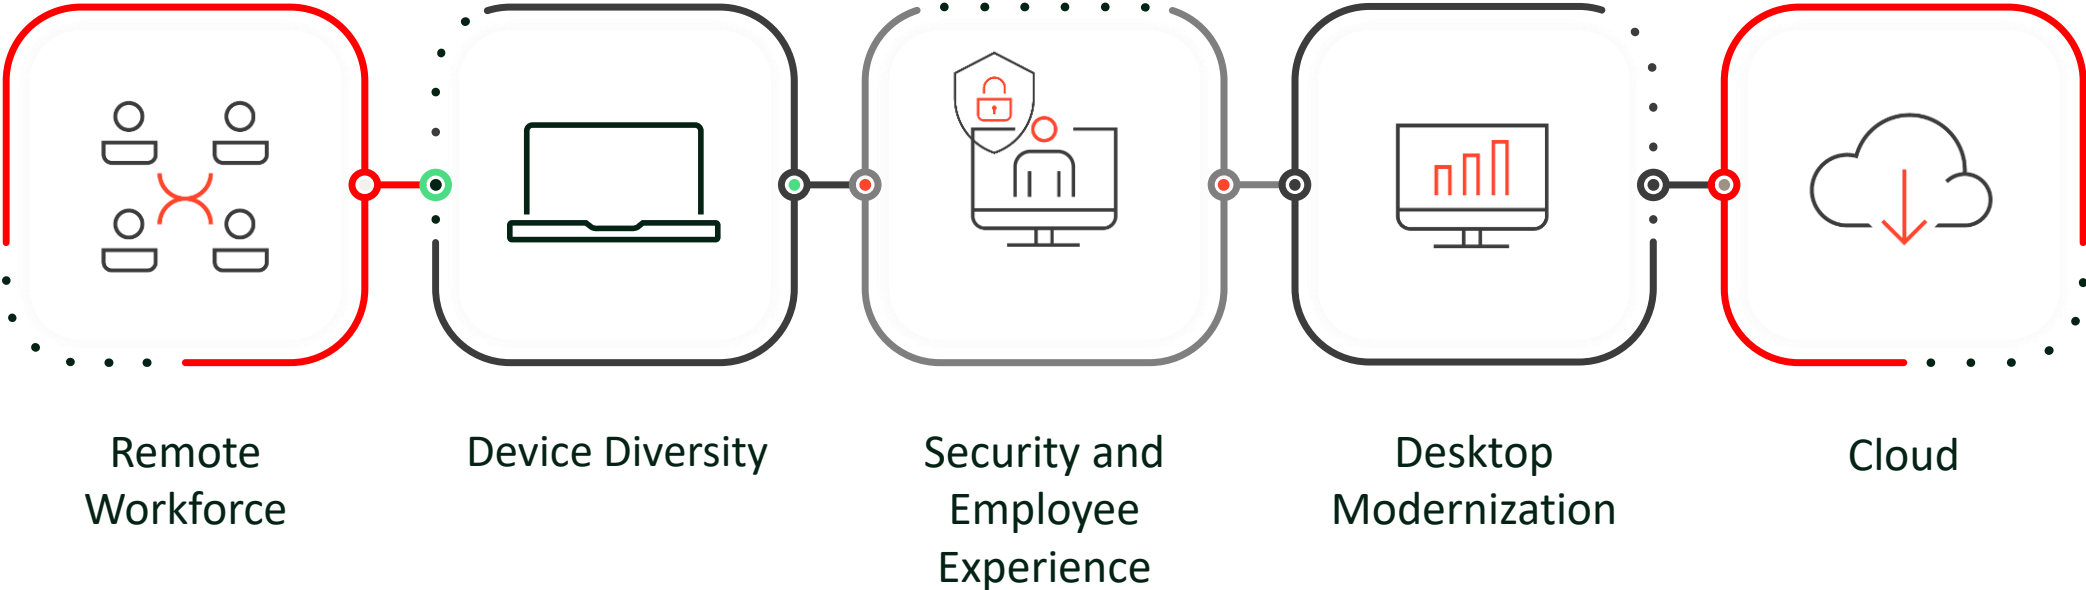 Remote
Workforce
Device Diversity
Security and
Employee
Experience
Desktop
Modernization
Cloud